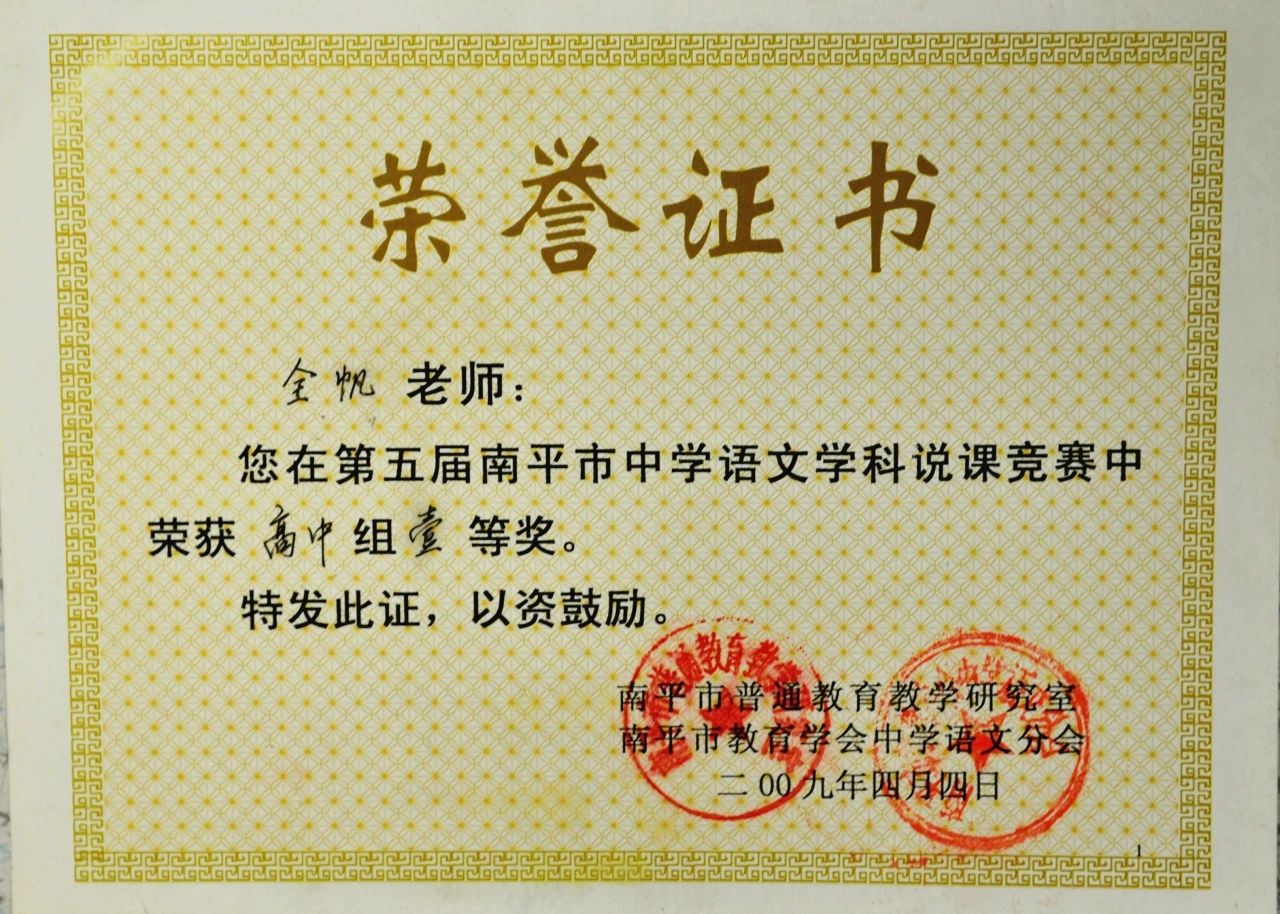 荣誉证书
全帆 老师：
您在第五届南平市中学语文学科说课竞赛中
荣获 高中 组 壹 等奖。
特发此证，以资鼓励。
南平市普通教育教学研究室
南平市教育学会中学语文分会
二00九年四月四日
1